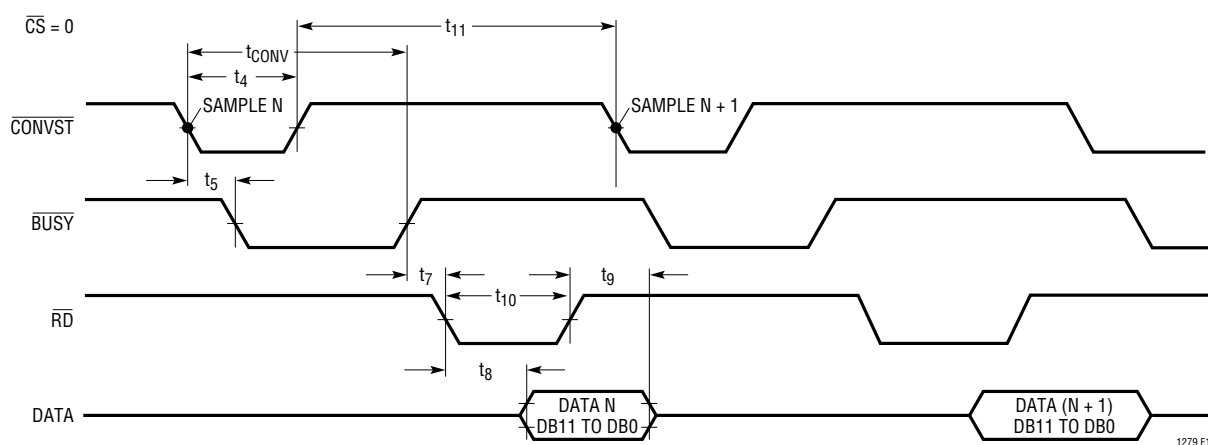 CS = 0
t11
tCONV
t4
SAMPLE N
SAMPLE N + 1
CONVST
t5
BUSY
t7
t10
t9
RD
t8
DATA
DATA N
DB11 TO DB0
DATA (N + 1)
DB11 TO DB0